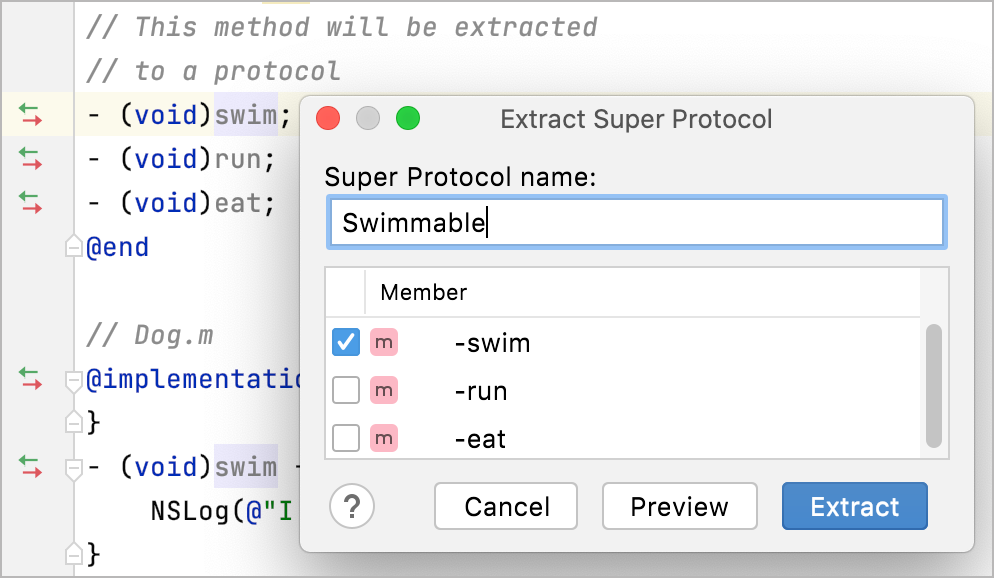 // This method will be extracted
// to a protocol
- (void)swim;
- (void)run;
- (void)eat;
@end
// Dog.m
@implementatio
}
- (void)swim -
NSLog(@"I
}
Extract Super Protocol
Super Protocol name:
Swimmable
Member
m -swim
m -run
m -eat
? Cancel Preview Extract